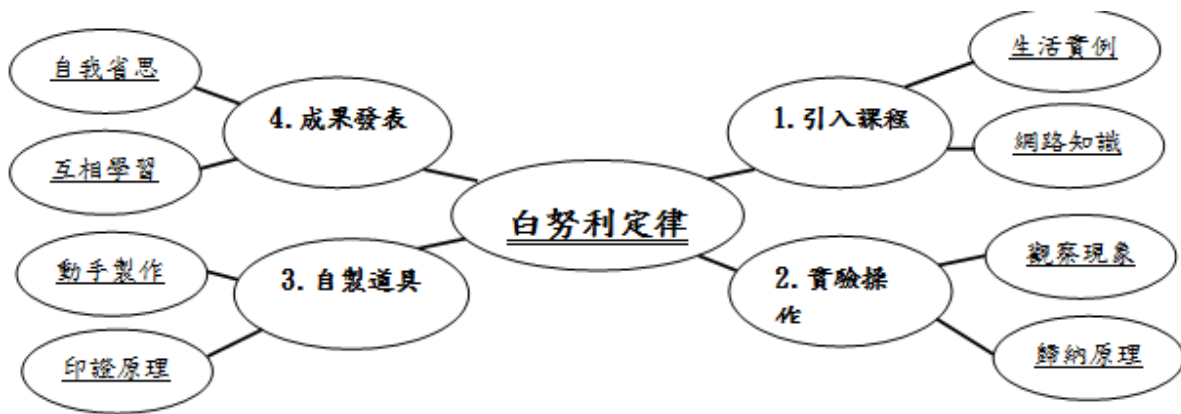 白努利定律
1.引入課程
生活實例
網路知識
2.實驗操
作
觀察現象
歸納原理
3.自製道具
動手製作
印證原理
4.成果發表
自我省思
互相學習